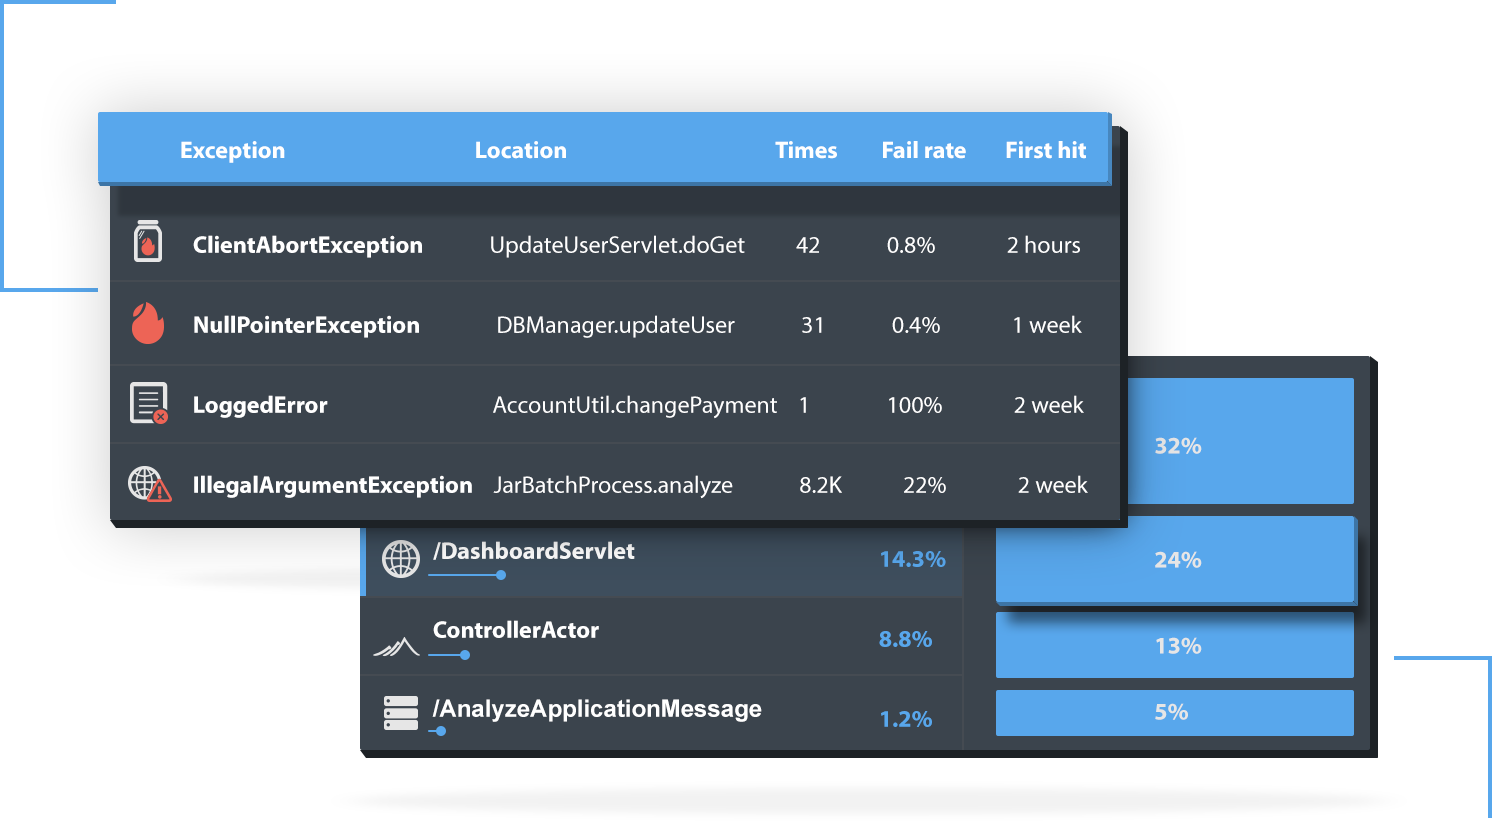 Exception Location Times Fail rate First hit
ClientAbortException UpdateUserServlet.doGet 42 0.8% 2 hours
NullPointerException DBManager.updateUser 31 0.4% 1 week
LoggedError AccountUtil.changePayment 1 100% 2 week
IllegalArgumentException JarBatchProcess.analyze 8.2K 22% 2 week
/DashboardServlet 14.3%
ControllerActor 8.8%
/AnalyzeApplicationMessage 1.2%
32%
24%
13%
5%